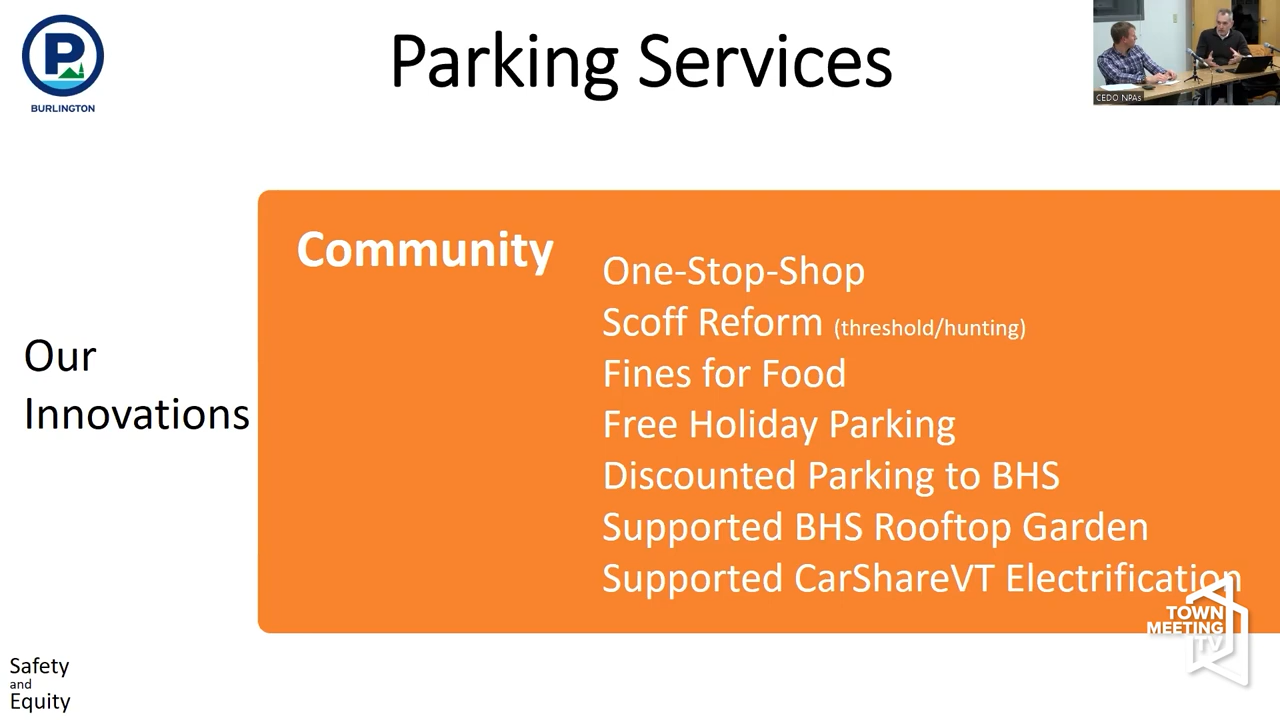 P
BURLINGTON
Parking Services
CEDO NPAs
Community
One-Stop-Shop
Scoff Reform (threshold/hunting)
Fines for Food
Free Holiday Parking
Discounted Parking to BHS
Supported BHS Rooftop Garden
Supported CarShareVT Electrification
Our
Innovations
TOWN
MEETING
TV
Safety
and
Equity